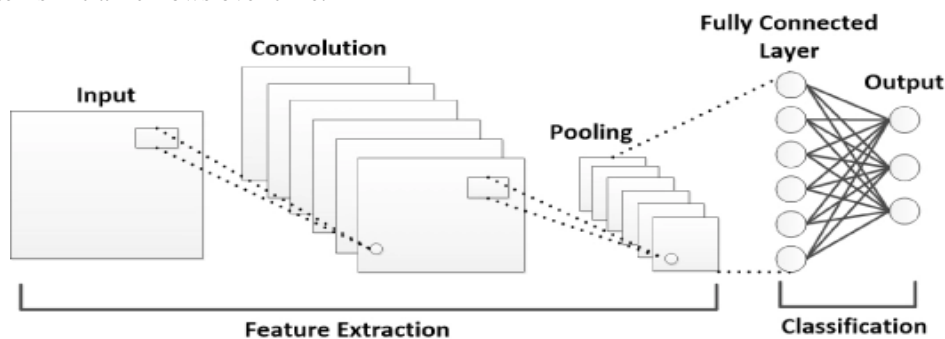 Fully Connected
Layer
Convolution
Output
Input
Pooling
Feature Extraction
Classification